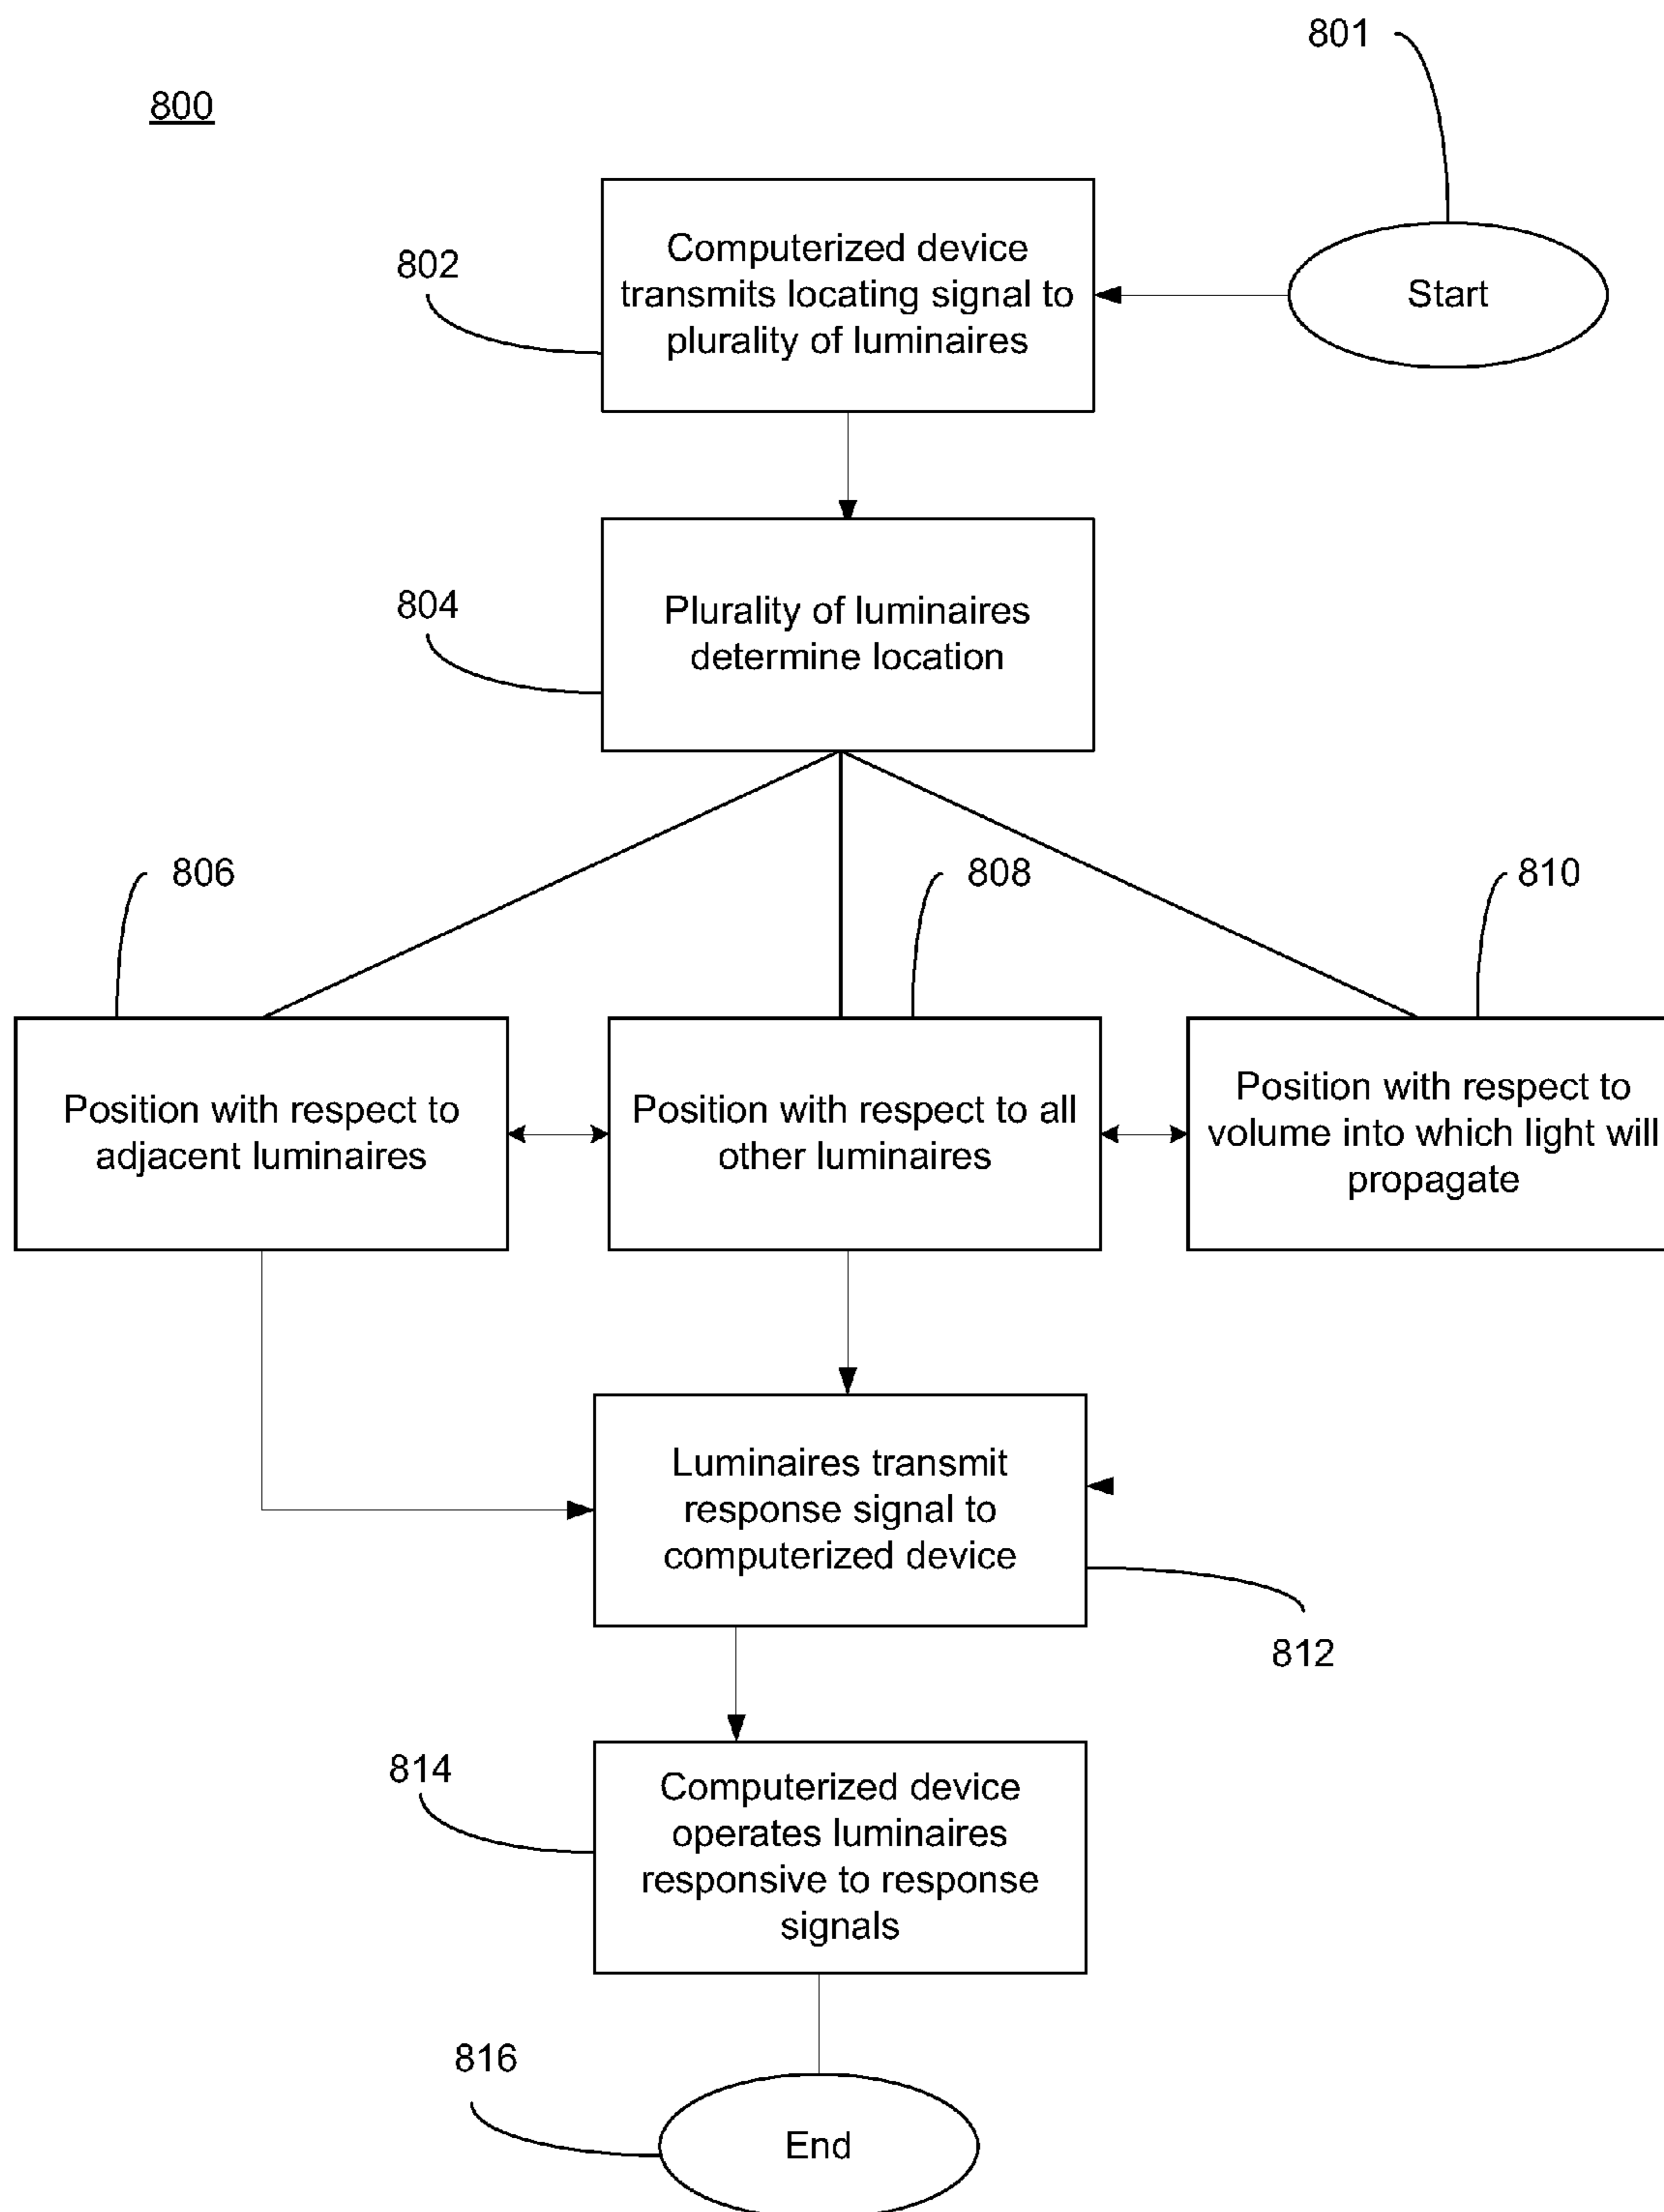 801
800
Computerized device
transmits locating signal to
plurality of luminaires
Start
802
Plurality of luminaires
determine location
804
806
808
810
Position with respect to
adjacent luminaires
Position with respect to all
other luminaires
Position with respect to
volume into which light will
propagate
Luminaires transmit
response signal to
computerized device
812
814
Computerized device
operates luminaires
responsive to response
signals
816
End